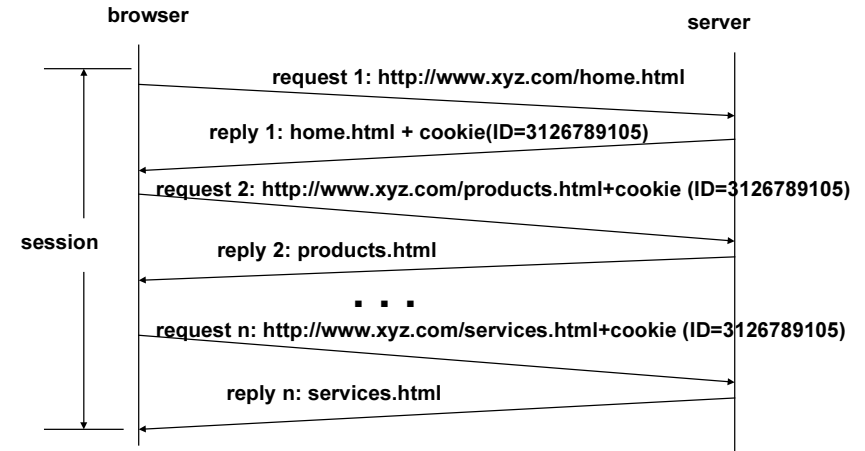 browser
server
request 1: http://www.xyz.com/home.html
reply 1: home.html + cookie(ID=3126789105)
request 2: http://www.xyz.com/products.html+cookie (ID=3126789105)
session
reply 2: products.html
. . .
request n: http://www.xyz.com/services.html+cookie (ID=3126789105)
reply n: services.html